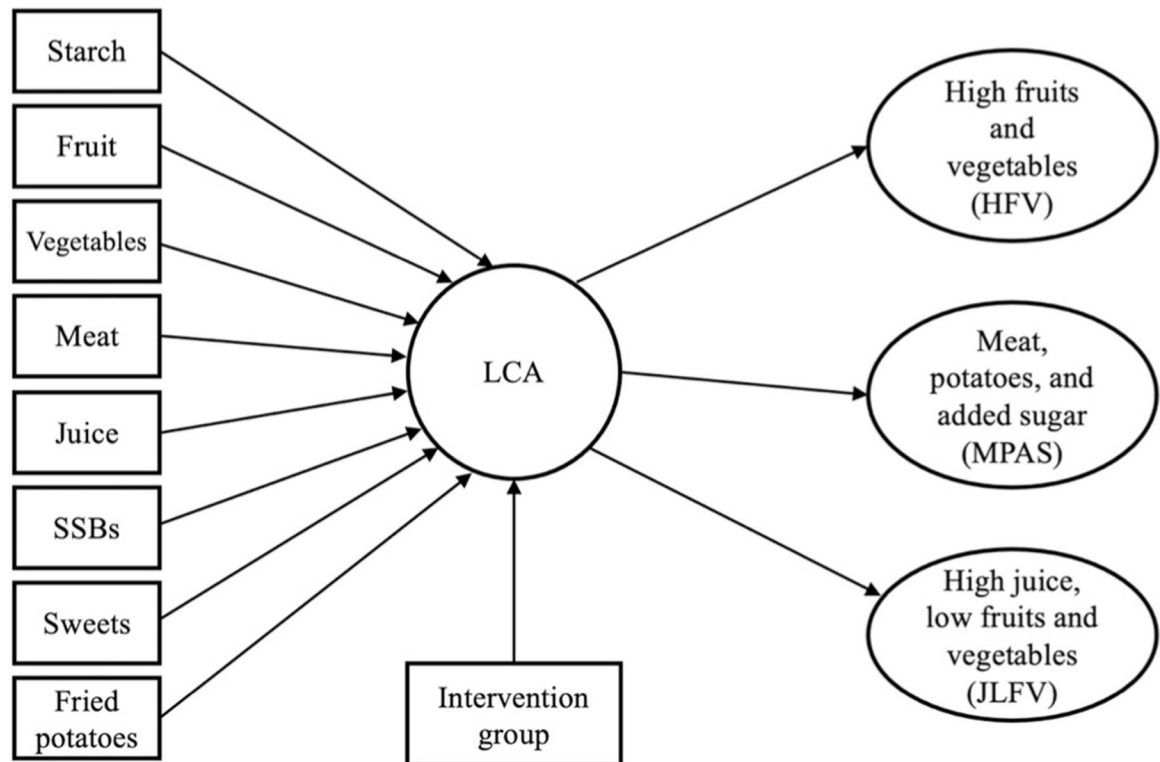 Starch
Fruit
Vegetables
Meat
Juice
SSBs
Sweets
Fried
potatoes
LCA
Intervention
group
High fruits
and
vegetables
(HFV)
Meat,
potatoes, and
added sugar
(MPAS)
High juice,
low fruits and
vegetables
(JLFV)